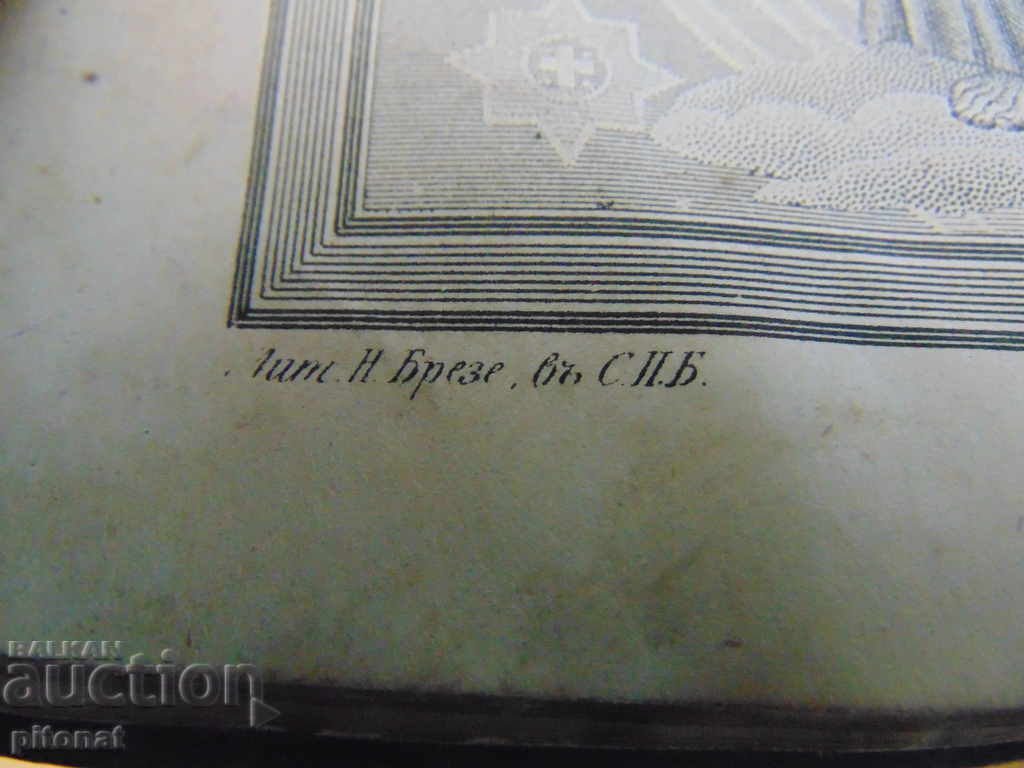 Лит. Н. Брезе, въ С.П.Б.
BALKAN
auction
pitonat